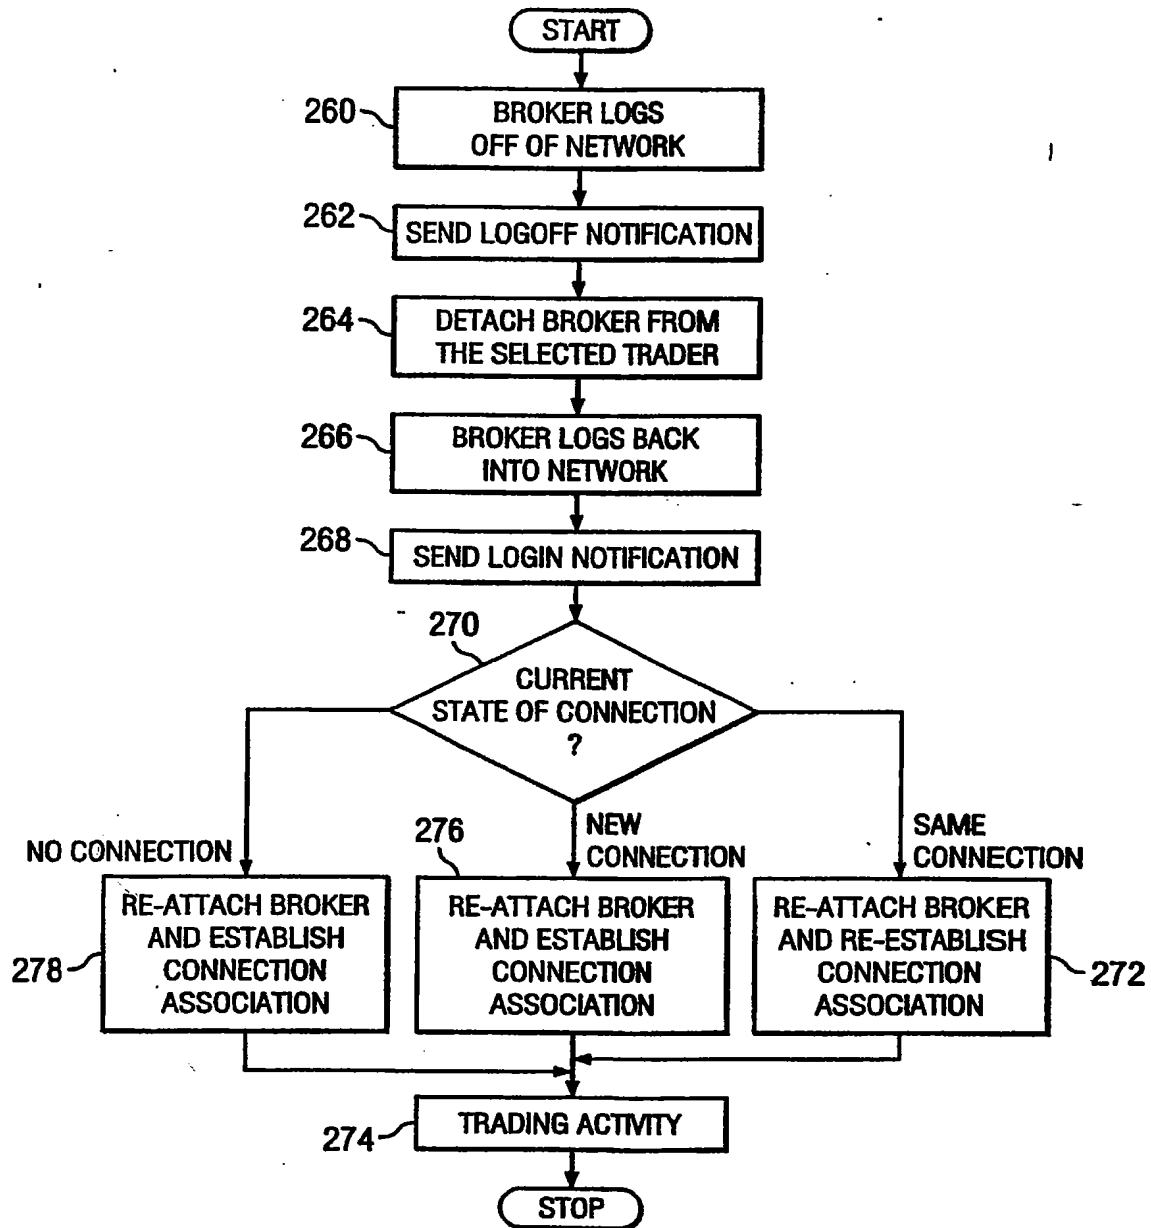 START
260
BROKER LOGS
OFF OF NETWORK
262
SEND LOGOFF NOTIFICATION
264
DETACH BROKER FROM
THE SELECTED TRADER
266
BROKER LOGS BACK
INTO NETWORK
268
SEND LOGIN NOTIFICATION
270
CURRENT
STATE OF CONNECTION
?
NO CONNECTION
276
NEW
CONNECTION
SAME
CONNECTION
RE-ATTACH BROKER
AND ESTABLISH
CONNECTION
ASSOCIATION
278
RE-ATTACH BROKER
AND ESTABLISH
CONNECTION
ASSOCIATION
RE-ATTACH BROKER
AND RE-ESTABLISH
CONNECTION
ASSOCIATION
272
274
TRADING ACTIVITY
STOP